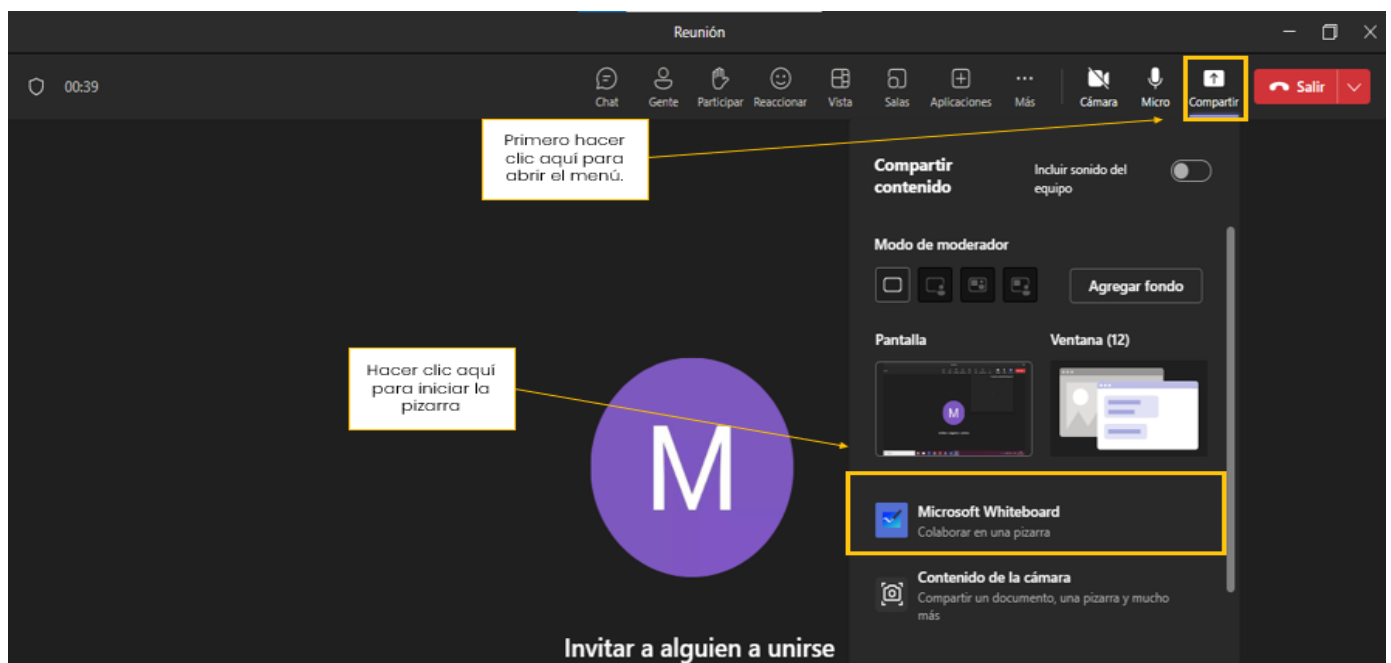 Reunión
00:39
Chat
Gente
Participar
Reaccionar
Vista
Salas
Aplicaciones
Más
Cámara
Micro
Compartir
Salir
Primero hacer
clic aquí para
abrir el menú.
Compartir
contenido
Incluir sonido del
equipo
Modo de moderador
Agregar fondo
Pantalla
Ventana (12)
Hacer clic aquí
para iniciar la
pizarra
M
M
Microsoft Whiteboard
Colaborar en una pizarra
Contenido de la cámara
Compartir un documento, una pizarra y mucho
más
Invitar a alguien a unirse